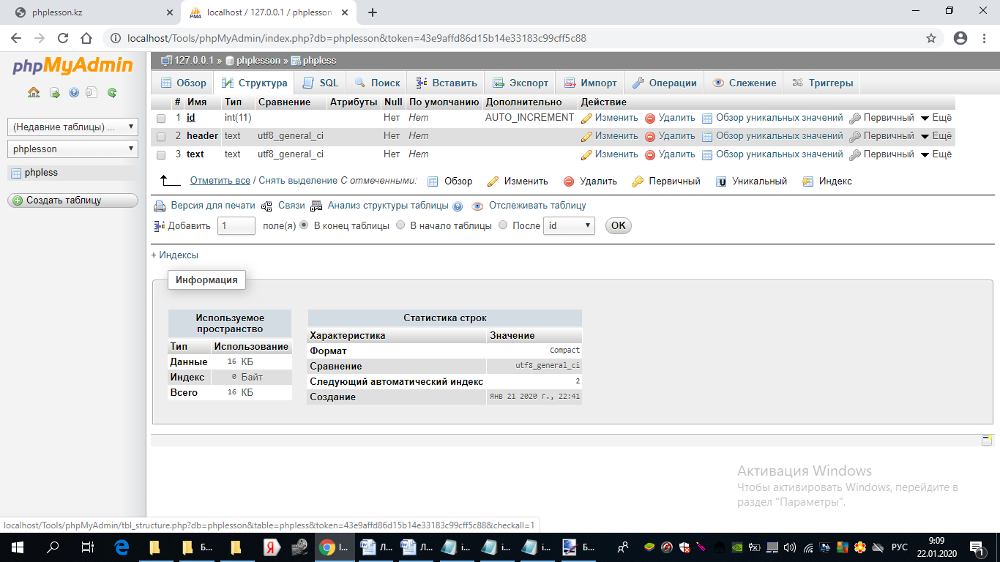 phplesson.kz
localhost / 127.0.0.1 / phplesson
localhost/Tools/phpMyAdmin/index.php?db=phplesson&token=43e9affd86d15b14e33183c99cff5c88
phpMyAdmin
127.0.0.1 » phplesson » phpless
Обзор Структура SQL Поиск Вставить Экспорт Импорт Операции Слежение Триггеры
(Недавние таблицы) ...
phplesson
phpless
Создать таблицу
# Имя Тип Сравнение Атрибуты Null По умолчанию Дополнительно Действие
1 id int(11) Нет Нет AUTO_INCREMENT Изменить Удалить Обзор уникальных значений Первичный Ещё
2 header text utf8_general_ci Нет Нет Изменить Удалить Обзор уникальных значений Первичный Ещё
3 text text utf8_general_ci Нет Нет Изменить Удалить Обзор уникальных значений Первичный Ещё
Отметить все / Снять выделение С отмеченными: Обзор Изменить Удалить Первичный Уникальный Индекс
Версия для печати Связи Анализ структуры таблицы Отслеживать таблицу
Добавить 1 поле(я) В конец таблицы В начало таблицы После id OK
+ Индексы
Информация
Используемое
пространство
Тип Использование
Данные 16 КБ
Индекс 0 Байт
Всего 16 КБ
Статистика строк
Характеристика Значение
Формат Compact
Сравнение utf8_general_ci
Следующий автоматический индекс 2
Создание Янв 21 2020 г., 22:41
Активация Windows
Чтобы активировать Windows, перейдите в
раздел "Параметры".
localhost/Tools/phpMyAdmin/tbl_structure.php?db=phplesson&table=phpless&token=43e9affd86d15b14e33183c99cff5c88&checkall=1
Б... l... Л... Л... i... i... i... Б...
РУС
9:09
22.01.2020
1